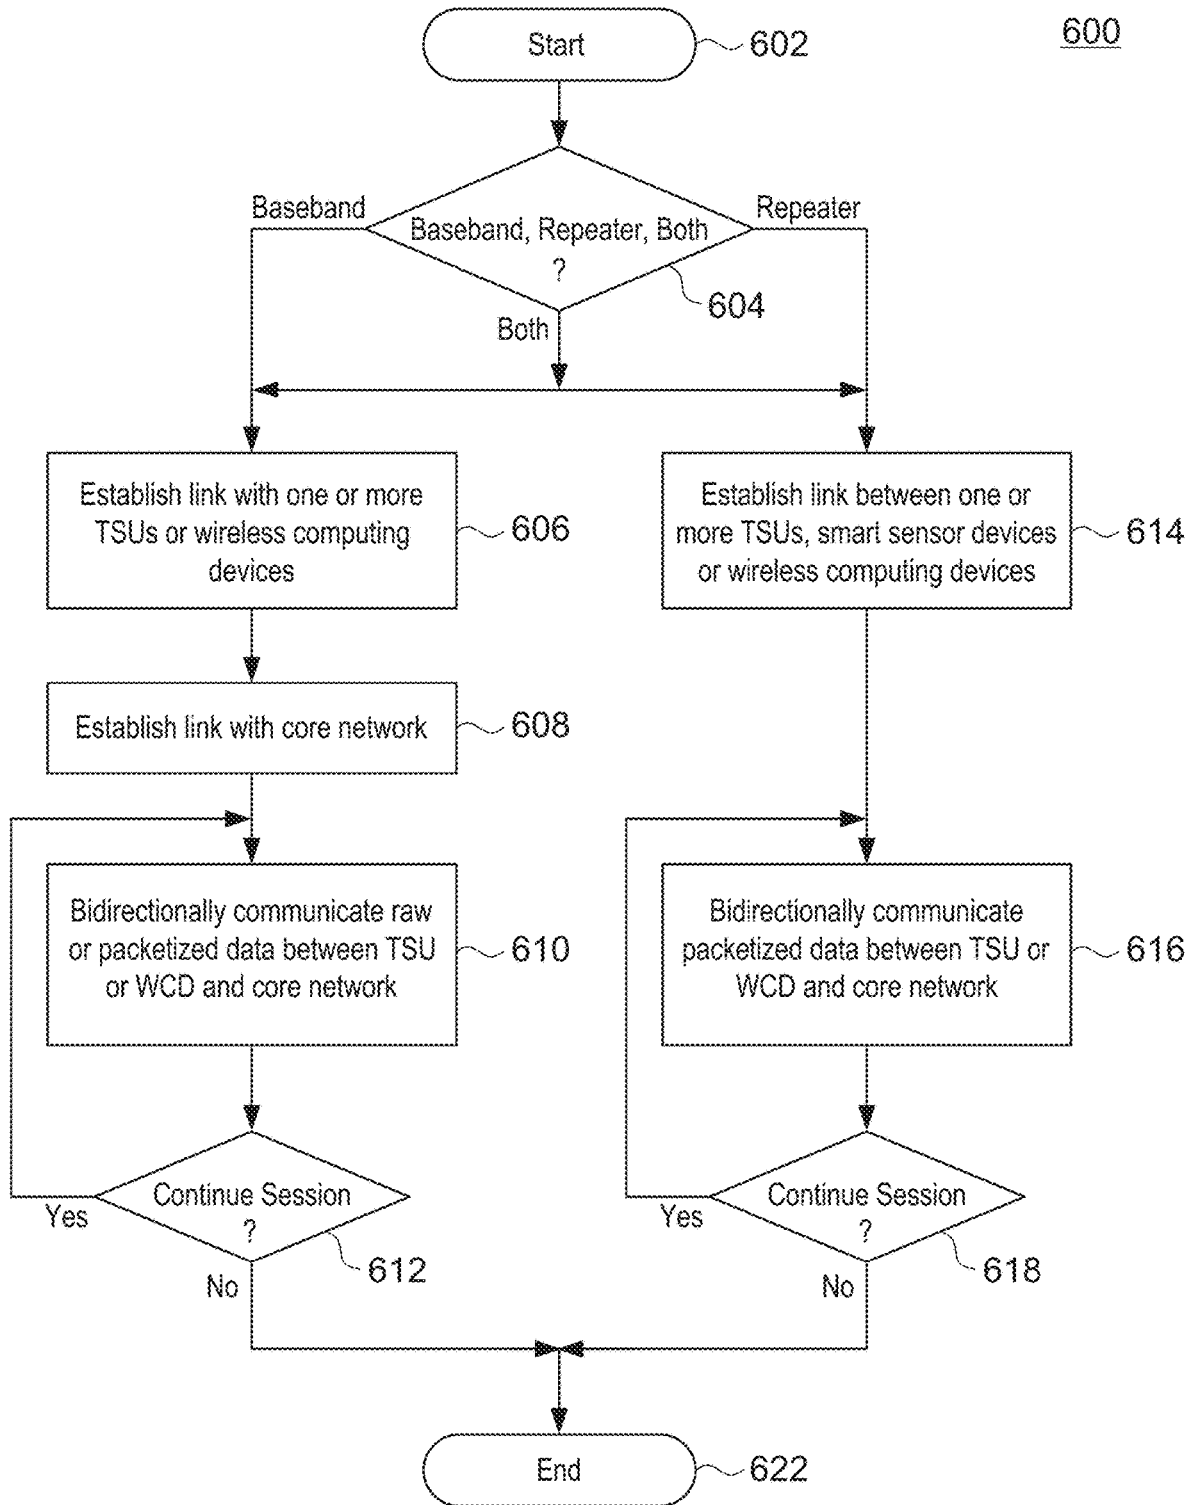 600
Start
602
Baseband
Repeater
Baseband, Repeater, Both
?
604
Both
Establish link with one or more
TSUs or wireless computing
devices
606
Establish link between one or
more TSUs, smart sensor devices
or wireless computing devices
614
Establish link with core network
608
Bidirectionally communicate raw
or packetized data between TSU
or WCD and core network
610
Bidirectionally communicate
packetized data between TSU or
WCD and core network
616
Continue Session
?
Yes
612
No
Continue Session
?
Yes
618
No
End
622